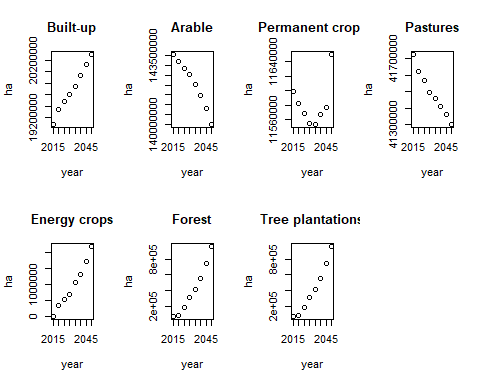 Built-up
Arable
Permanent crop
Pastures
ha
19200000
20200000
2015
2045
year
ha
140000000
143500000
2015
2045
year
ha
11560000
11640000
2015
2045
year
ha
41300000
41700000
2015
2045
year
Energy crops
Forest
Tree plantations
ha
0
1000000
2015
2045
year
ha
2e+05
8e+05
2015
2045
year
ha
2e+05
8e+05
2015
2045
year